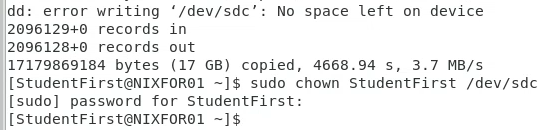 dd: error writing ‘/dev/sdc’: No space left on device
2096129+0 records in
2096128+0 records out
17179869184 bytes (17 GB) copied, 4668.94 s, 3.7 MB/s
[StudentFirst@NIXFOR01 ~]$ sudo chown StudentFirst /dev/sdc
[sudo] password for StudentFirst:
[StudentFirst@NIXFOR01 ~]$